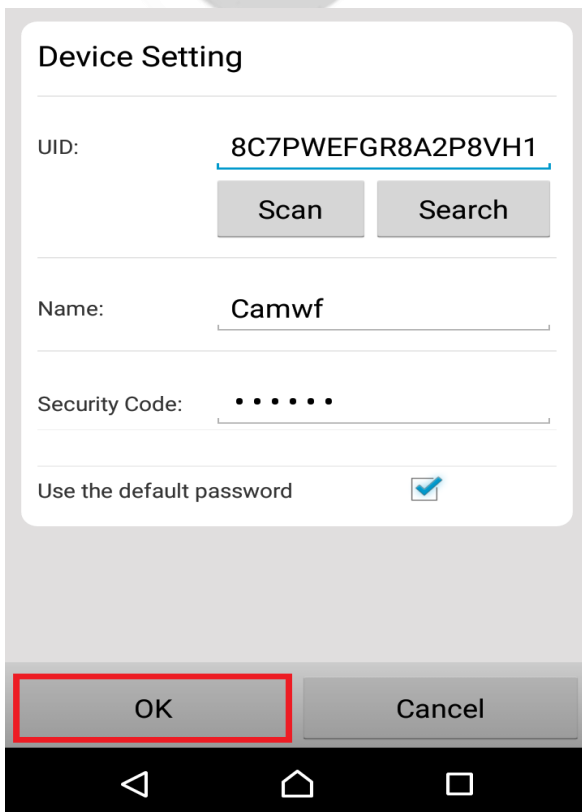 Device Setting
UID: 8C7PWEFGR8A2P8VH1
Scan Search
Name: Camwf
Security Code: ••••••
Use the default password
OK Cancel